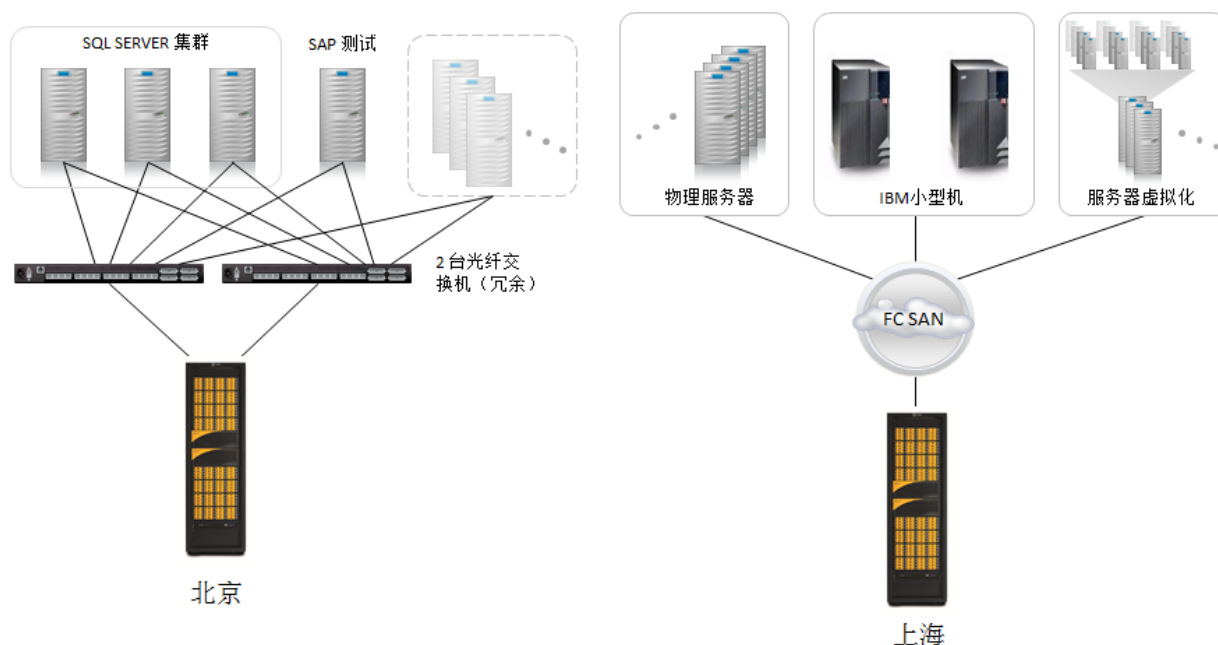 SQL SERVER 集群
SAP 测试
2 台光纤交
换机（冗余）
北京
物理服务器
IBM小型机
服务器虚拟化
FC SAN
上海